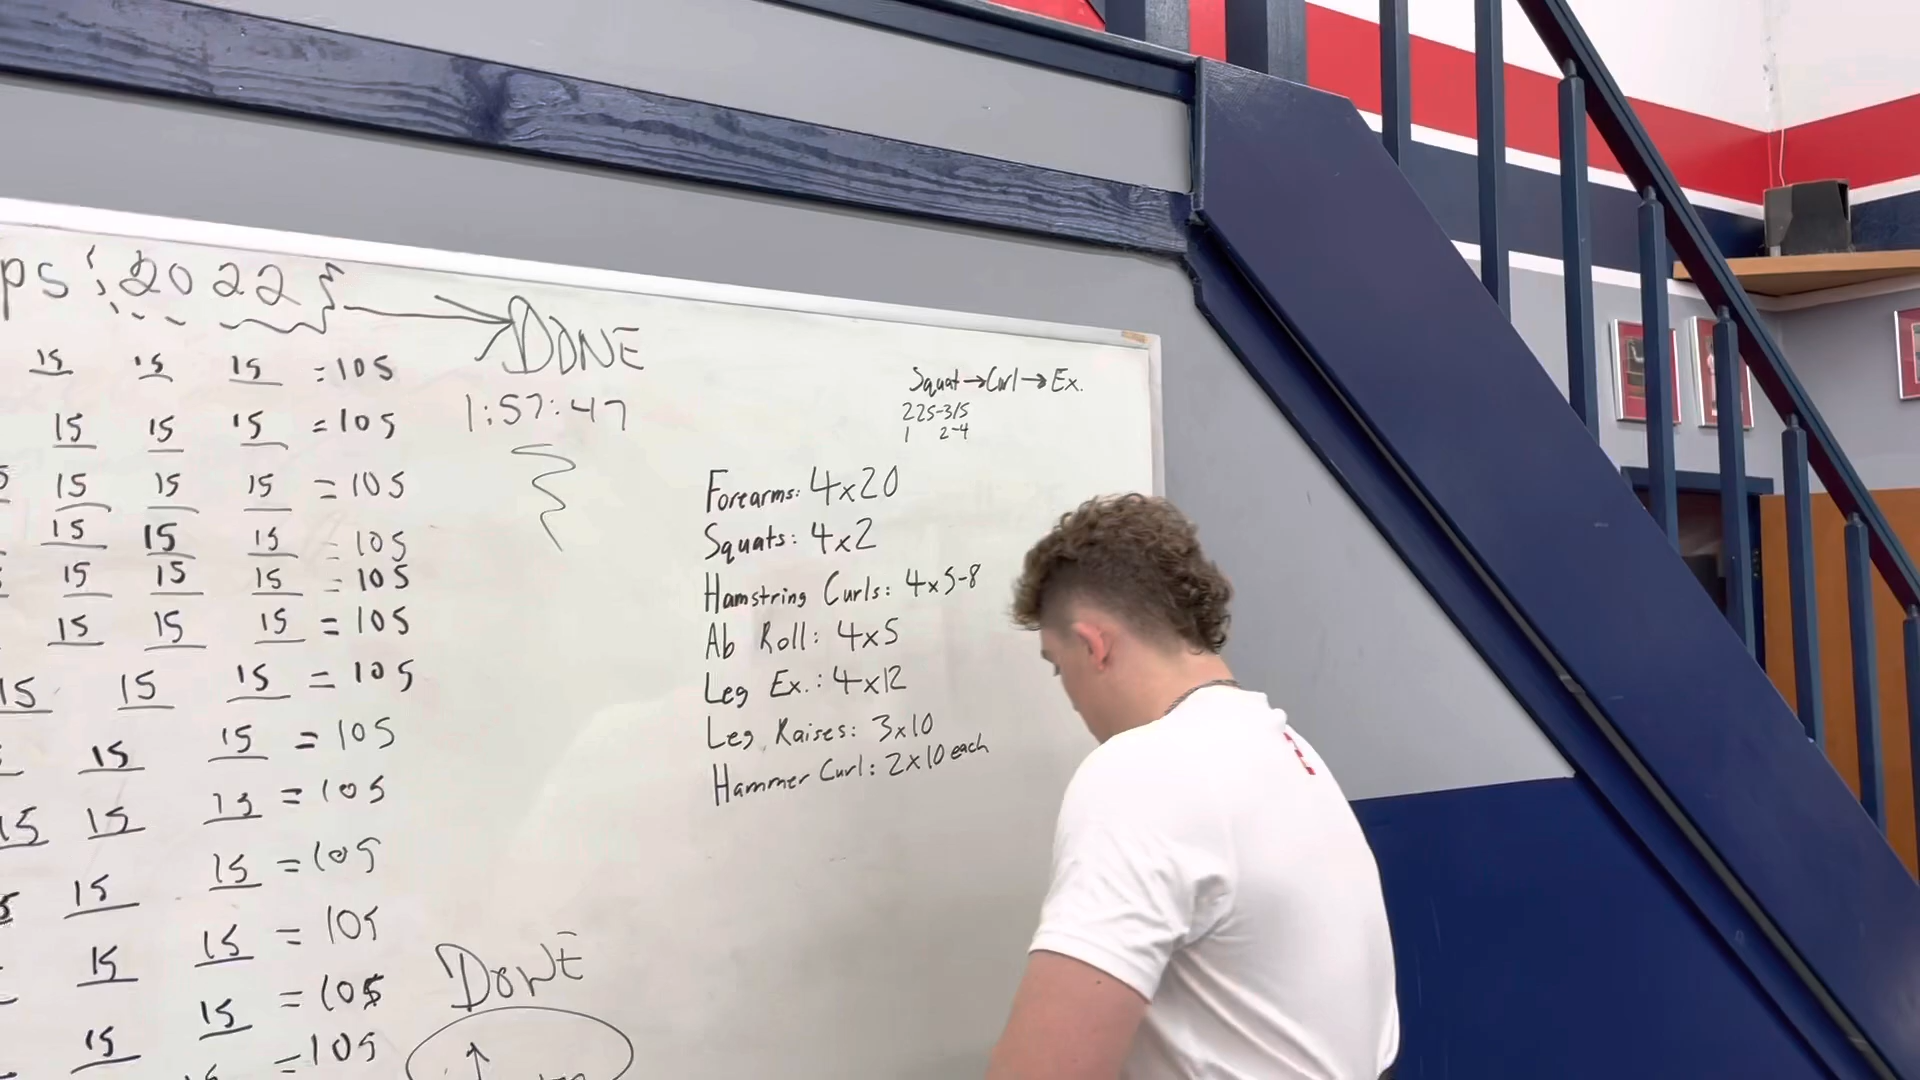 ps {2022} → DONE
15 15 15 = 105
15 15 15 = 105
15 15 15 = 105
15 15 15 = 105
15 15 15 = 105
15 15 15 = 105
15 15 15 = 105
15 15 = 105
15 15 15 = 105
15 15 = 105
15 15 = 105
15 = 105
15 = 105
1:57:47
DONE
Squat → Curl → Ex.
225-315
1 2-4
Forearms: 4x20
Squats: 4x2
Hamstring Curls: 4x5-8
Ab Roll: 4x5
Leg Ex.: 4x12
Leg Raises: 3x10
Hammer Curl: 2x10 each